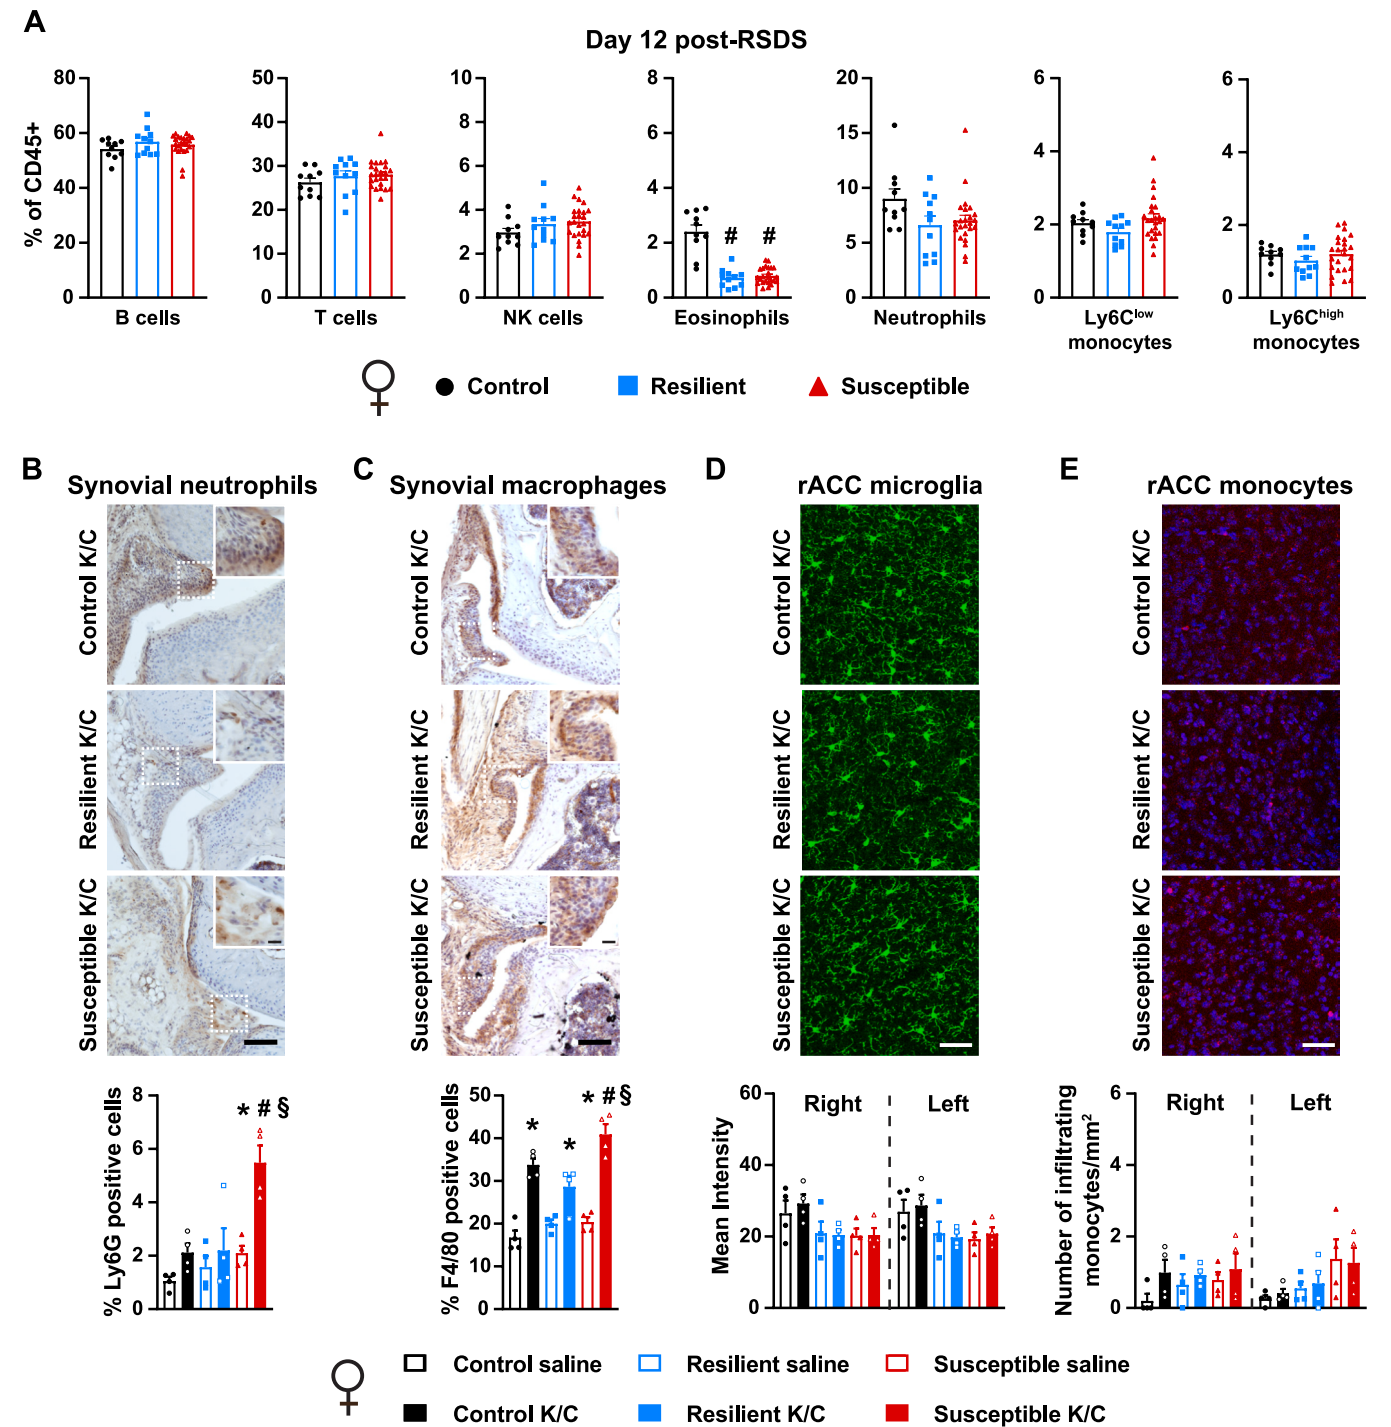 A
Day 12 post-RSDS
% of CD45+
80
60
40
20
0
B cells
50
40
30
20
10
0
T cells
10
8
6
4
2
0
NK cells
8
6
4
2
0
# #
Eosinophils
20
15
10
5
0
Neutrophils
6
4
2
0
Ly6Clow
monocytes
6
4
2
0
Ly6Chigh
monocytes
♀ Control Resilient Susceptible
B
Synovial neutrophils
Control K/C
Resilient K/C
Susceptible K/C
% Ly6G positive cells
8
6
4
2
0
* # §
C
Synovial macrophages
Control K/C
Resilient K/C
Susceptible K/C
% F4/80 positive cells
50
40
30
20
10
0
* * * # §
D
rACC microglia
Control K/C
Resilient K/C
Susceptible K/C
Mean Intensity
60
40
20
0
Right Left
E
rACC monocytes
Control K/C
Resilient K/C
Susceptible K/C
Number of infiltrating
monocytes/mm2
6
4
2
0
Right Left
♀
Control saline Resilient saline Susceptible saline
Control K/C Resilient K/C Susceptible K/C